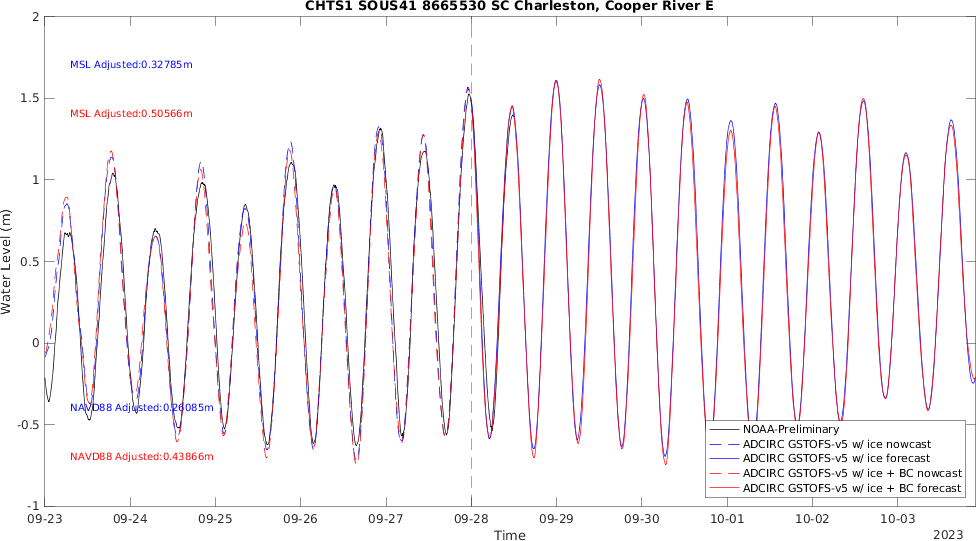 CHTS1 SOUS41 8665530 SC Charleston, Cooper River E
2
1.5
1
0.5
0
-0.5
-1
Water Level (m)
MSL Adjusted:0.32785m
MSL Adjusted:0.50566m
NAVD88 Adjusted:0.26085m
NAVD88 Adjusted:0.43866m
NOAA-Preliminary
ADCIRC GSTOFS-v5 w/ ice nowcast
ADCIRC GSTOFS-v5 w/ ice forecast
ADCIRC GSTOFS-v5 w/ ice + BC nowcast
ADCIRC GSTOFS-v5 w/ ice + BC forecast
09-23 09-24 09-25 09-26 09-27 09-28 09-29 09-30 10-01 10-02 10-03
Time
2023